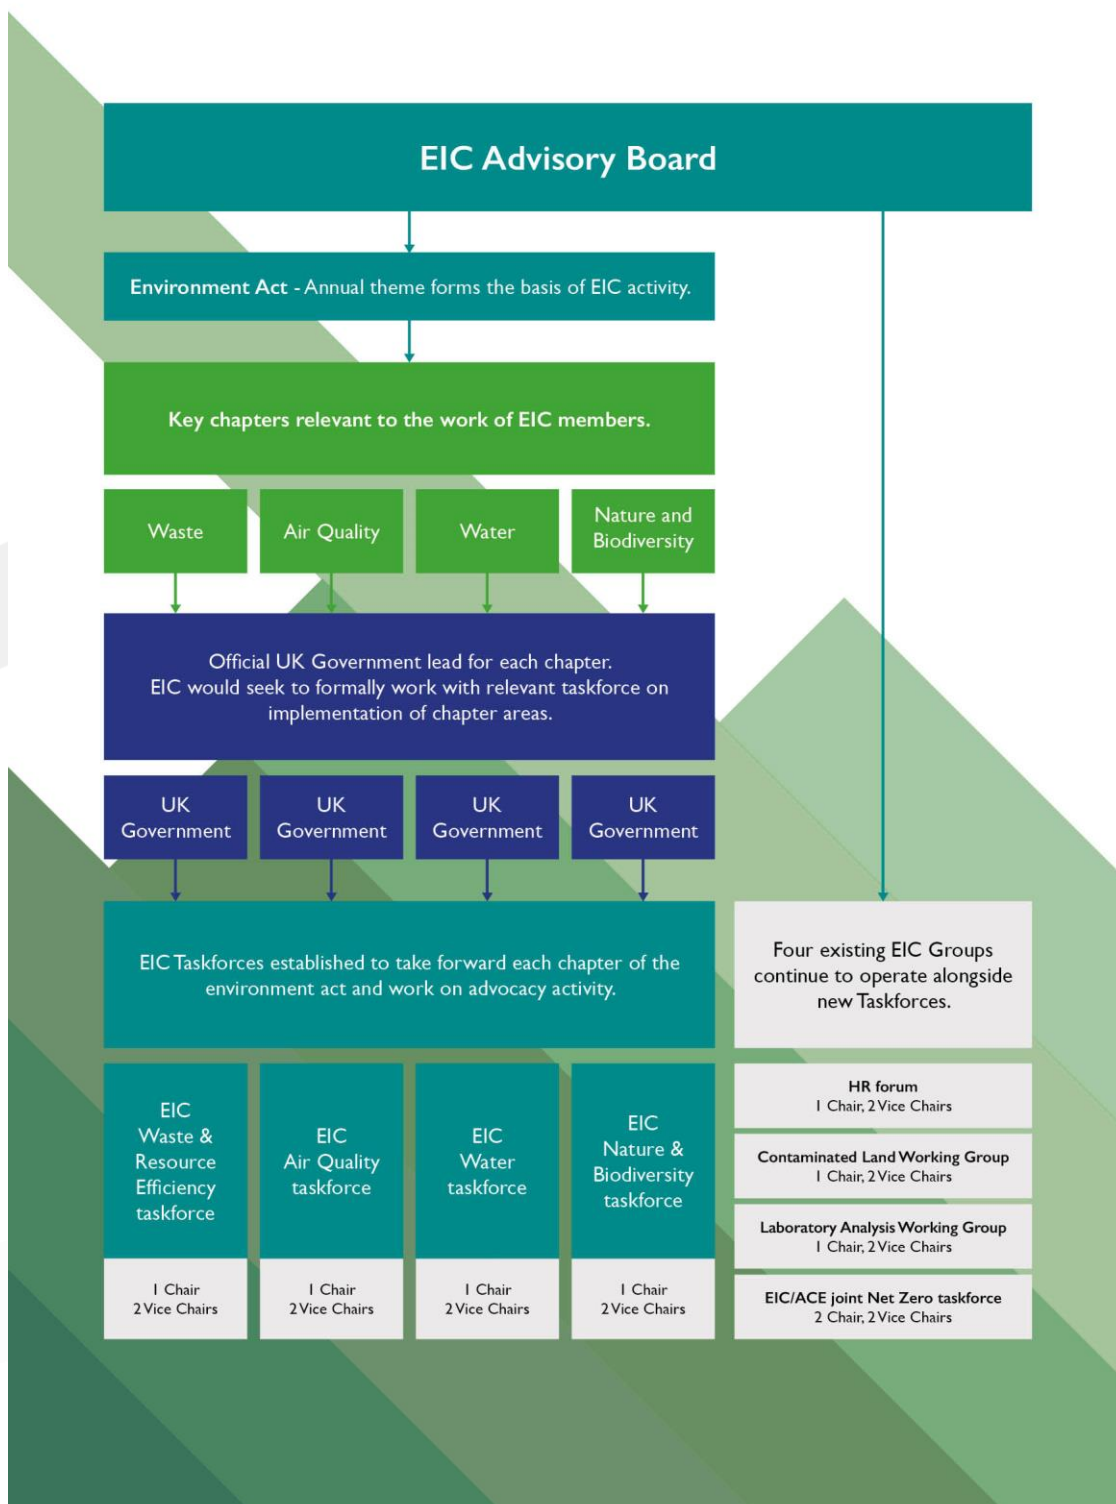 EIC Advisory Board
Environment Act - Annual theme forms the basis of EIC activity.
Key chapters relevant to the work of EIC members.
Waste
Air Quality
Water
Nature and
Biodiversity
Official UK Government lead for each chapter.
EIC would seek to formally work with relevant taskforce on
implementation of chapter areas.
UK
Government
UK
Government
UK
Government
UK
Government
EIC Taskforces established to take forward each chapter of the
environment act and work on advocacy activity.
EIC
Waste &
Resource
Efficiency
taskforce
1 Chair
2 Vice Chairs
EIC
Air Quality
taskforce
1 Chair
2 Vice Chairs
EIC
Water
taskforce
1 Chair
2 Vice Chairs
EIC
Nature &
Biodiversity
taskforce
1 Chair
2 Vice Chairs
Four existing EIC Groups
continue to operate alongside
new Taskforces.
HR forum
1 Chair, 2 Vice Chairs
Contaminated Land Working Group
1 Chair, 2 Vice Chairs
Laboratory Analysis Working Group
1 Chair, 2 Vice Chairs
EIC/ACE joint Net Zero taskforce
2 Chair, 2 Vice Chairs